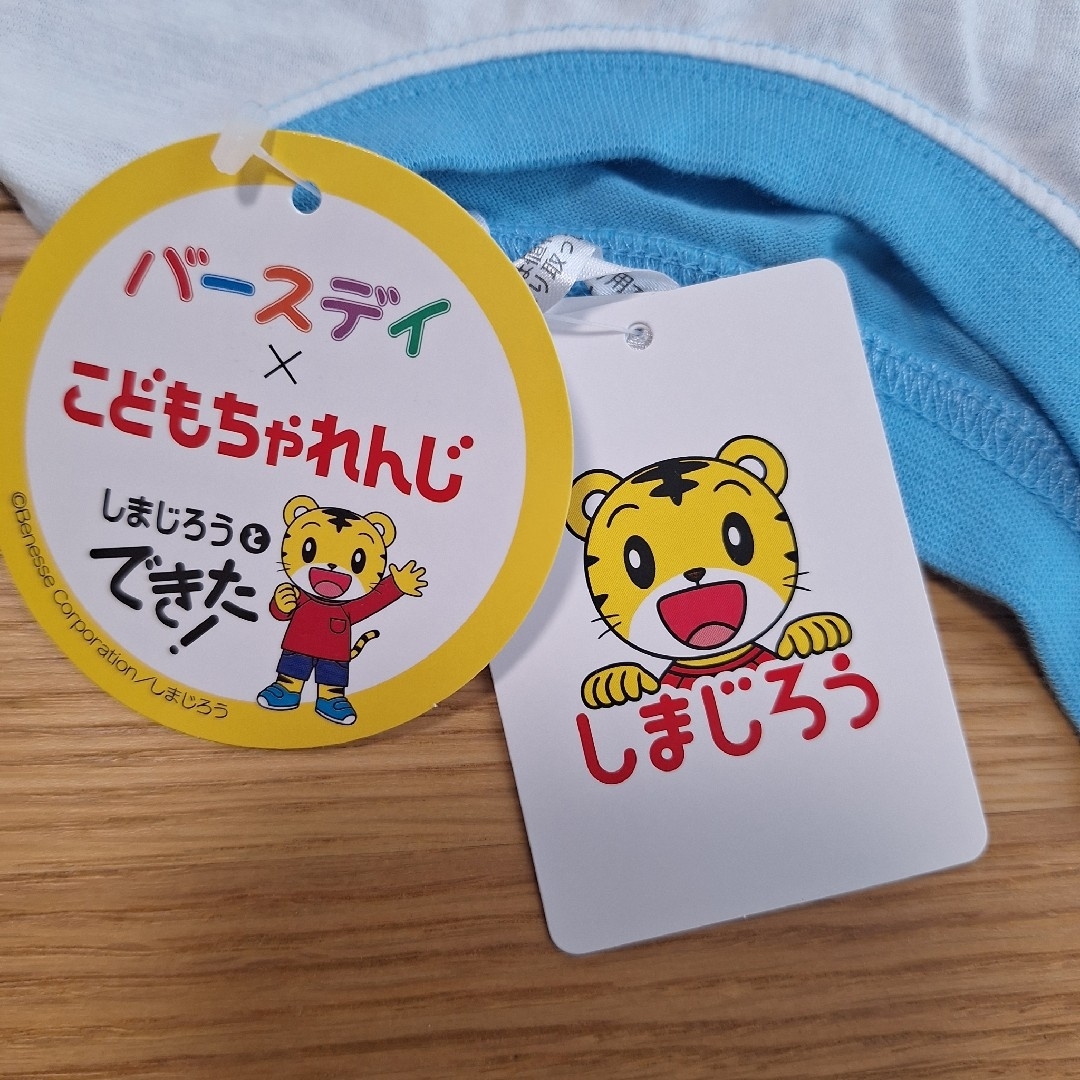 バースデイ
×
こどもちゃれんじ
しまじろうと
できた!
©Benesse Corporation/しまじろう
しまじろう